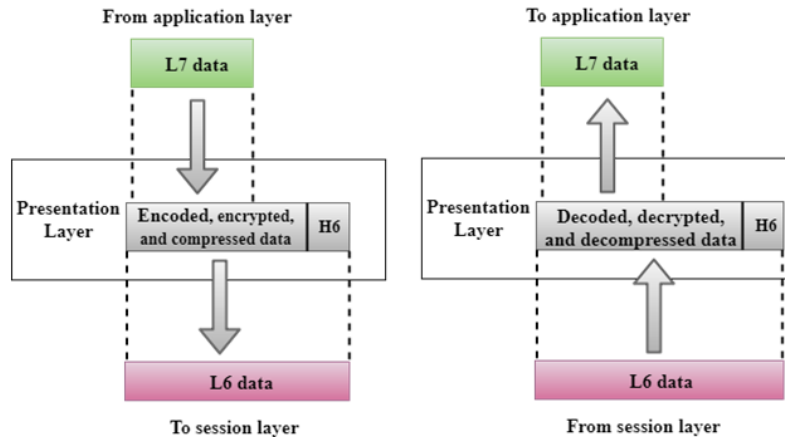 From application layer
L7 data
Presentation
Layer
Encoded, encrypted,
and compressed data
H6
L6 data
To session layer
To application layer
L7 data
Presentation
Layer
Decoded, decrypted,
and decompressed data
H6
L6 data
From session layer